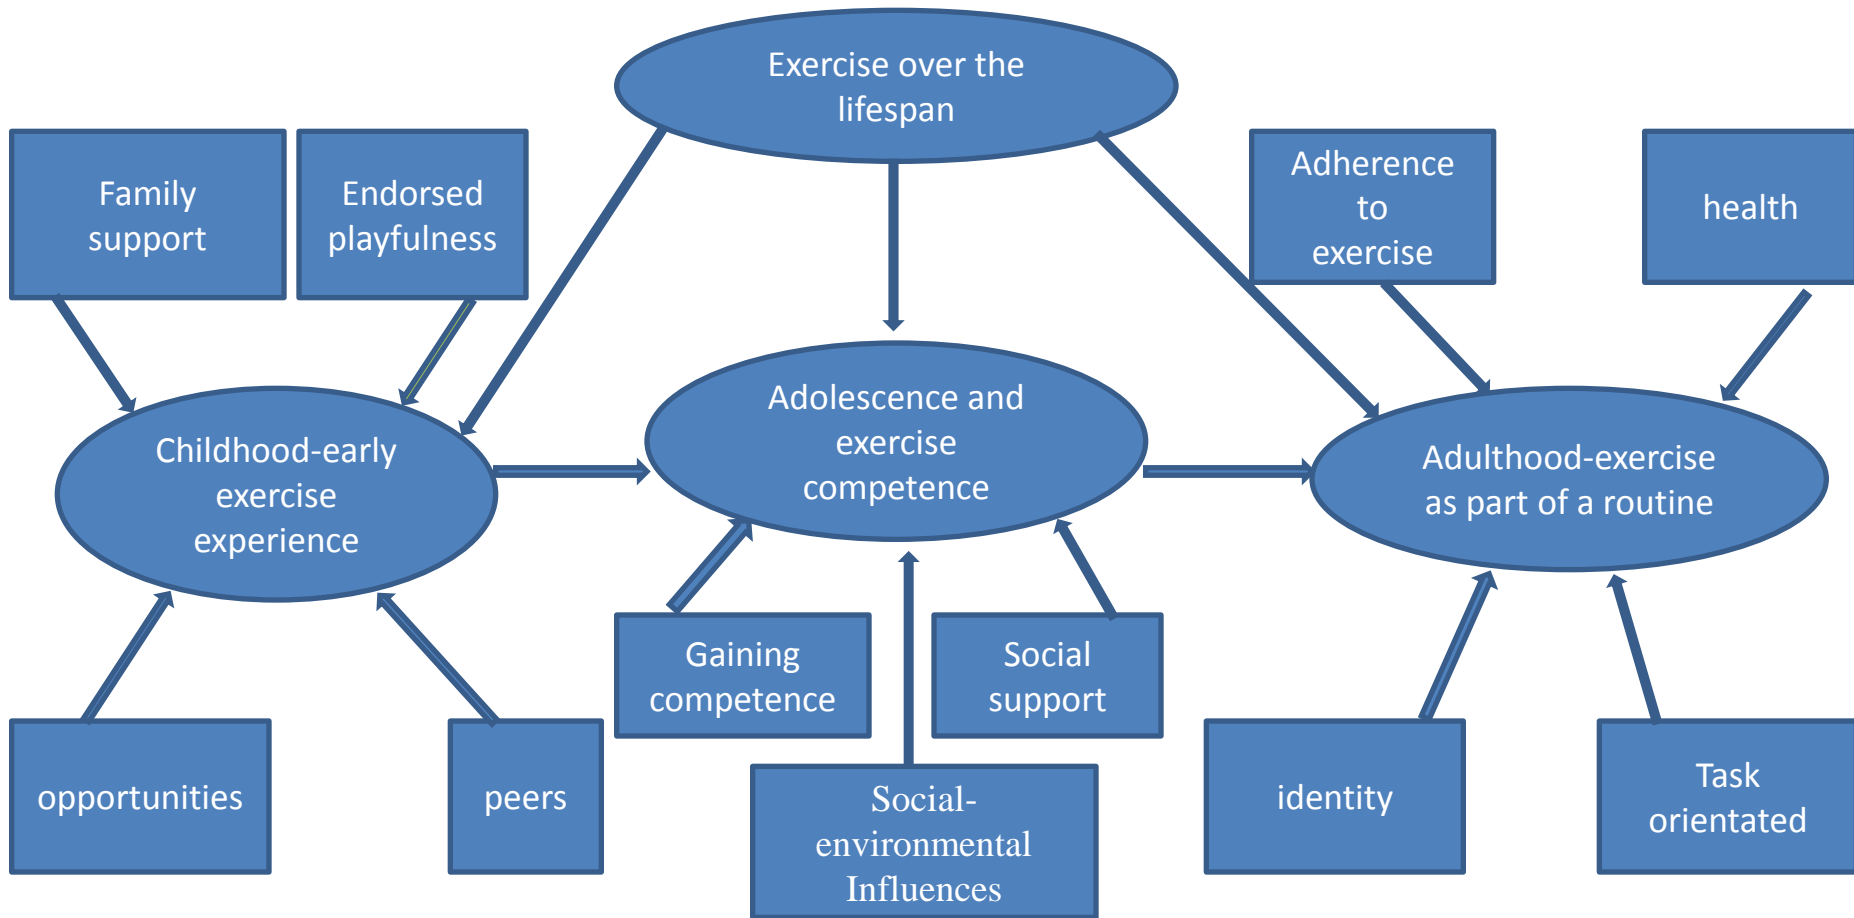 Exercise over the
lifespan
Family
support
Endorsed
playfulness
Adherence
to
exercise
health
Childhood-early
exercise
experience
Adolescence and
exercise
competence
Adulthood-exercise
as part of a routine
Gaining
competence
Social
support
opportunities
peers
Social-
environmental
Influences
identity
Task
orientated